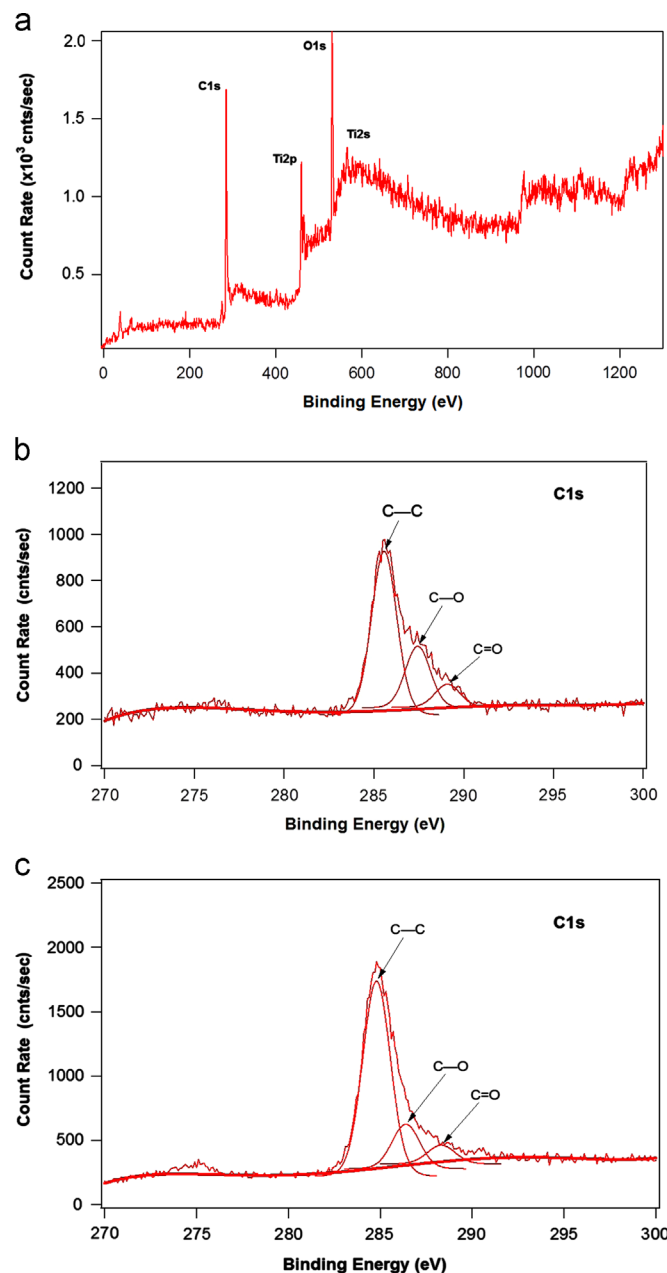 a
2.0
O1s
C1s
1.5
Ti2p
Ti2s
1.0
0.5
Count Rate (x10³ cnts/sec)
0 200 400 600 800 1000 1200
Binding Energy (eV)
b
1200
C1s
C—C
1000
800
C—O
600
C=O
400
200
0
Count Rate (cnts/sec)
270 275 280 285 290 295 300
Binding Energy (eV)
c
2500
C1s
C—C
2000
1500
C—O
1000
C=O
500
0
Count Rate (cnts/sec)
270 275 280 285 290 295 300
Binding Energy (eV)